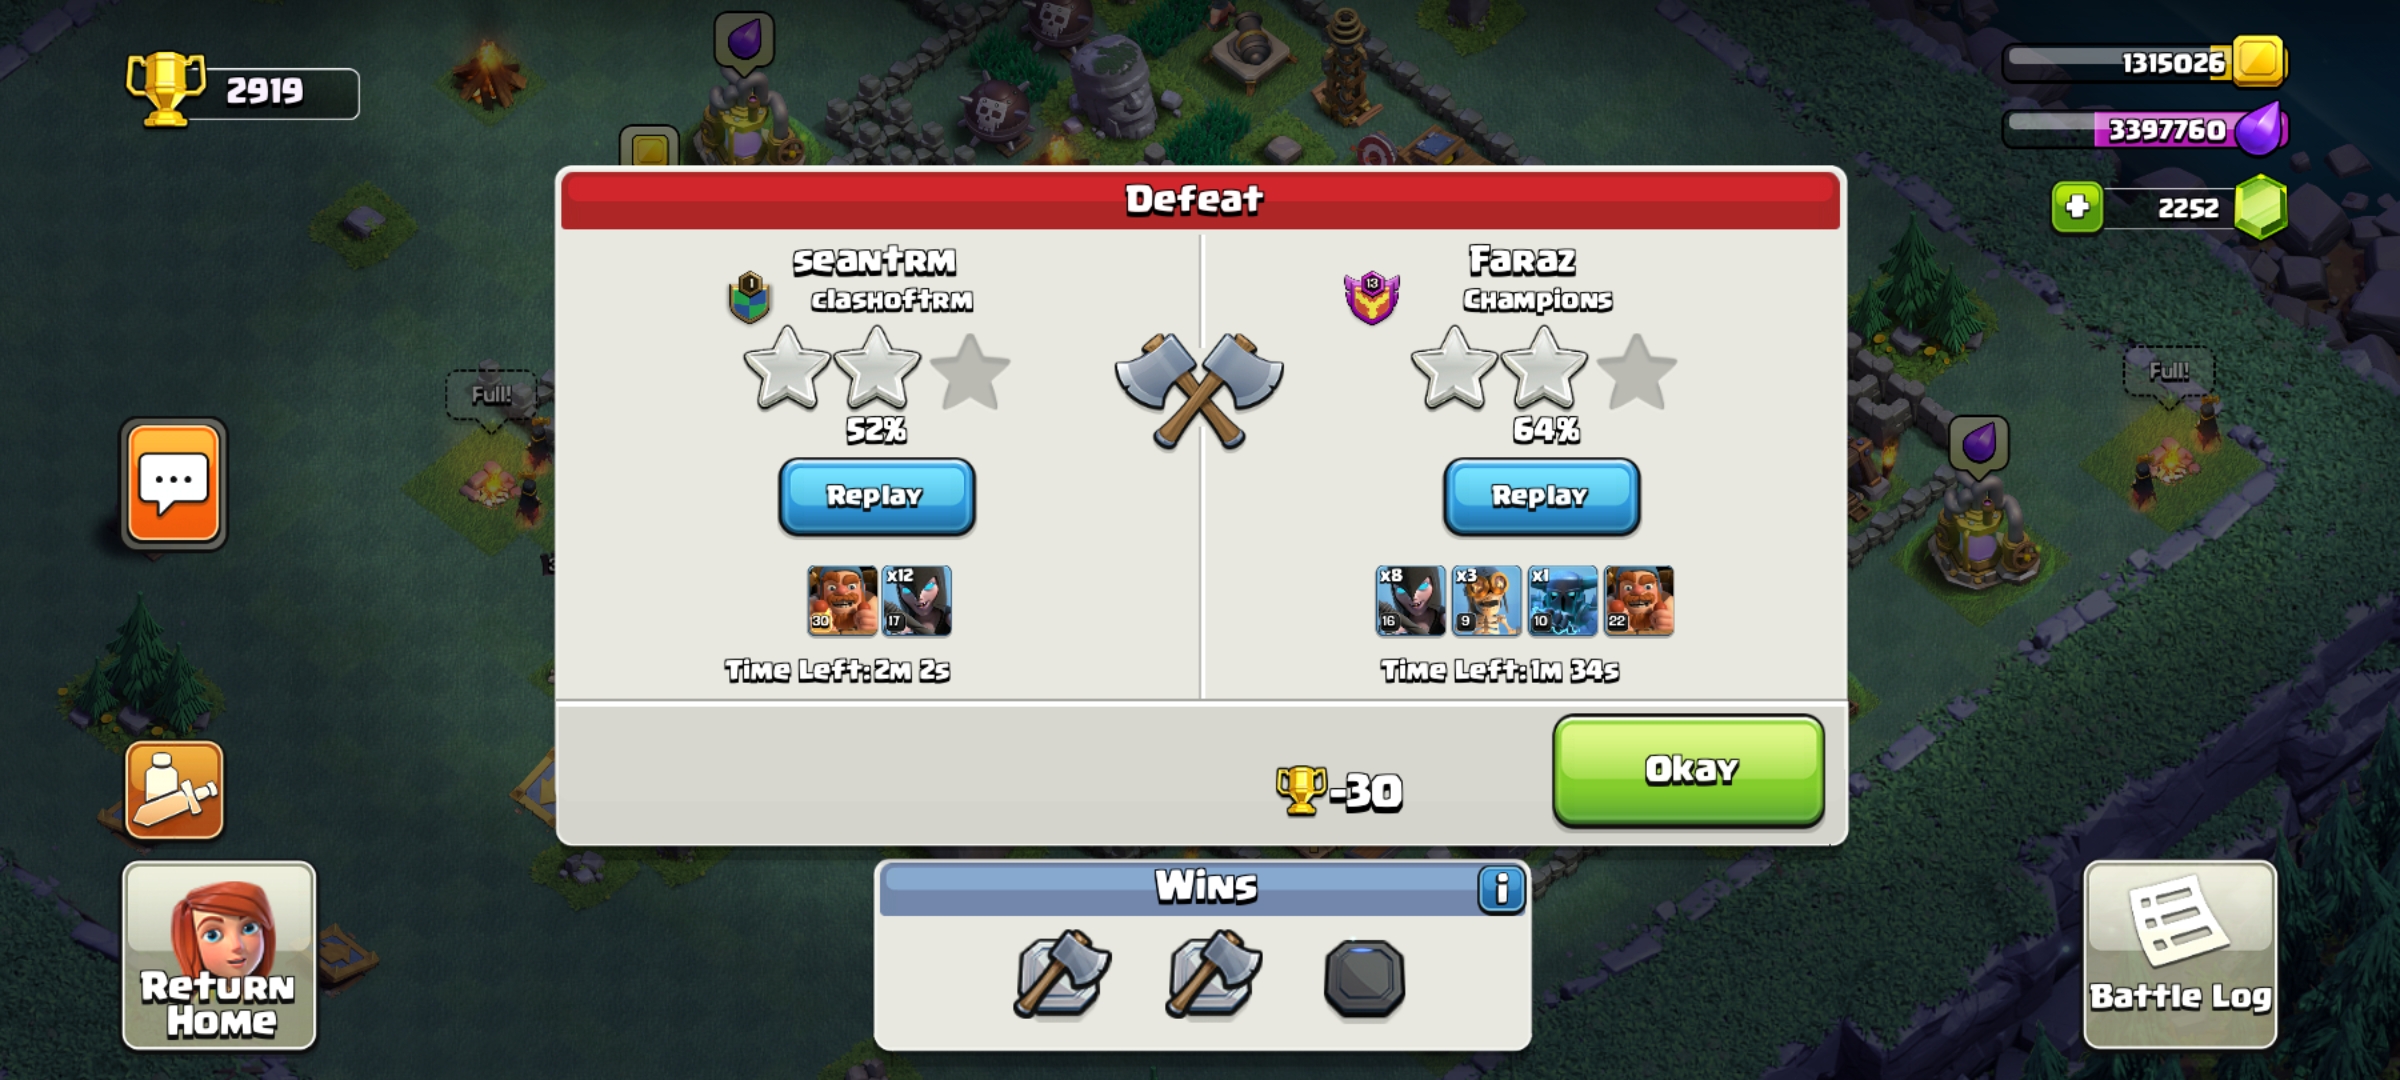 2919
1315026
3397760
2252
Defeat
seantrm
clashoftrm
1
52%
Replay
30
x12
17
Time Left:2m 2s
Faraz
Champions
13
64%
Replay
x8
16
x3
9
x1
10
22
Time Left:1m 34s
Full!
Full!
-30
Okay
Wins
i
Return
Home
Battle Log